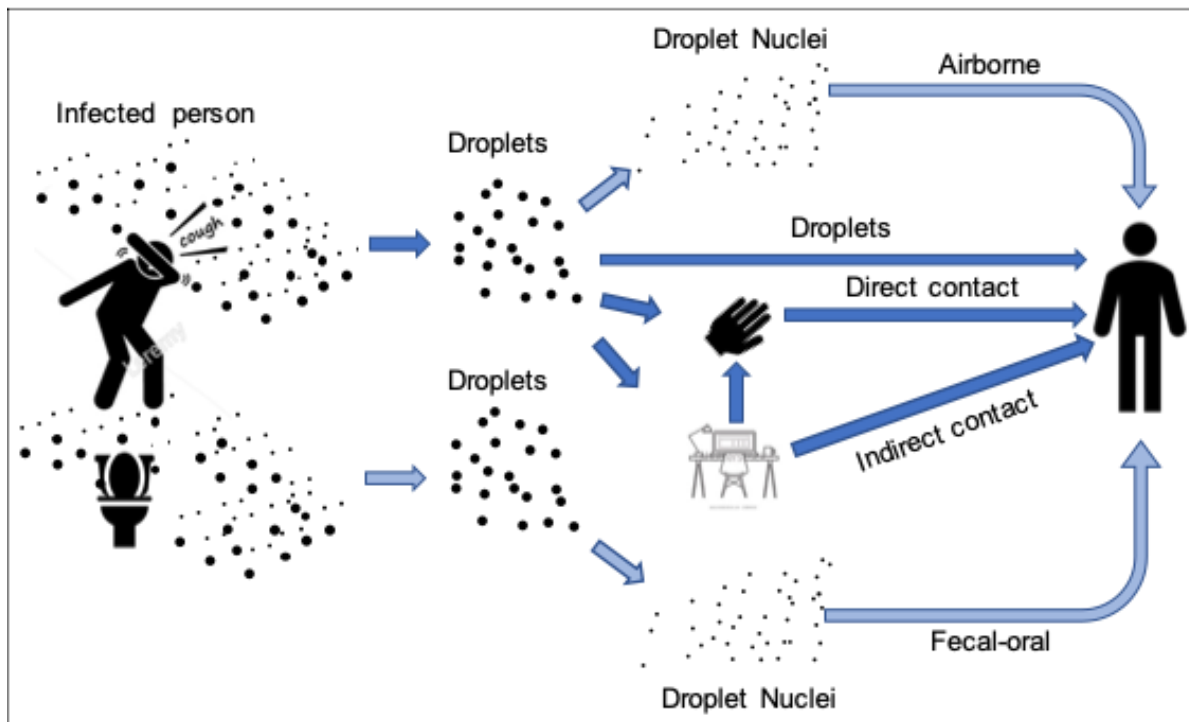 Droplet Nuclei
Airborne
Infected person
Droplets
cough
Droplets
Direct contact
Droplets
Indirect contact
Fecal-oral
Droplet Nuclei